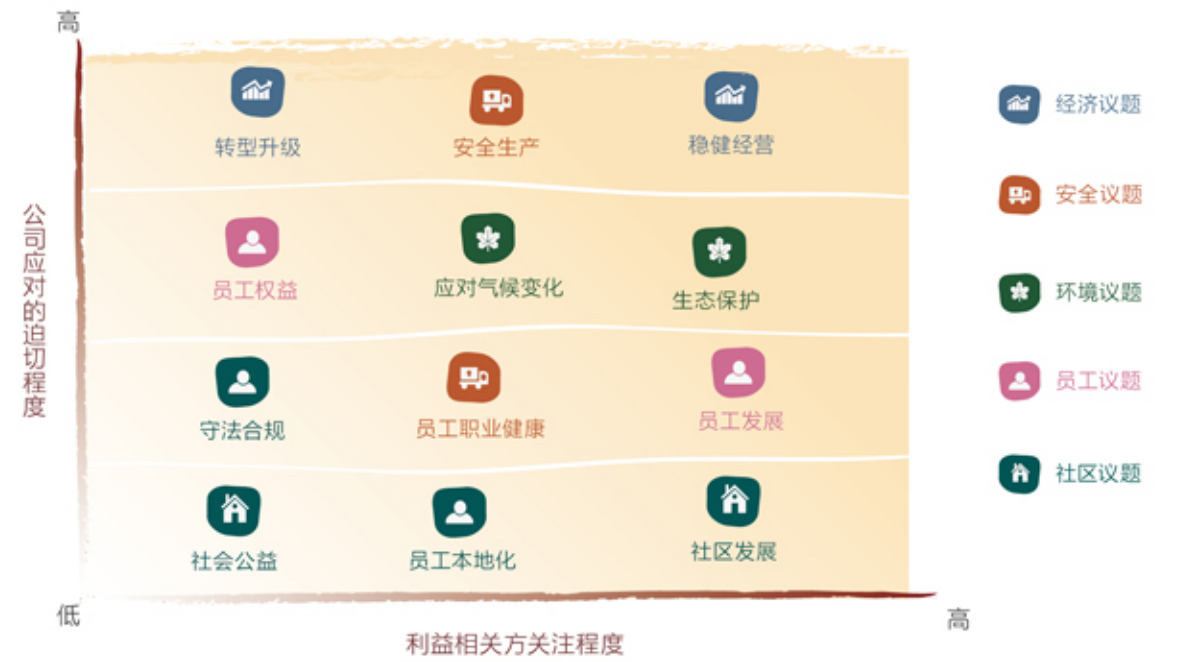 高
转型升级
安全生产
稳健经营
员工权益
应对气候变化
生态保护
守法合规
员工职业健康
员工发展
社会公益
员工本地化
社区发展
公司应对的迫切程度
低
高
利益相关方关注程度
经济议题
安全议题
环境议题
员工议题
社区议题